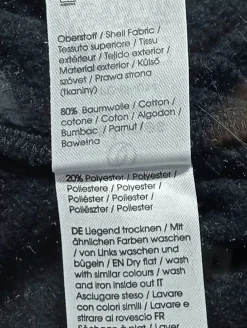 Oberstoff / Shell Fabric /
Tessuto superiore / Tissu
extérieur / Tejido exterior /
Material exterior / Külső
szövet / Prawa strona
(tkaniny)
80% Baumwolle / Cotton /
cotone / Coton / Algodon /
Bumbac / Pamut /
Bawełna
20% Polyester / Polyester /
Poliestere / Polyester /
Poliéster / Poliester /
Poliészter / Poliester
DE Liegend trocknen / Mit
ähnlichen Farben waschen
/ von Links waschen und
bügeln / EN Dry flat / wash
with similar colours / wash
and iron inside out IT
Asciugare steso / Lavare
con colori simili / Lavare e
stirare al rovescio FR
Séchage à plat / Laver